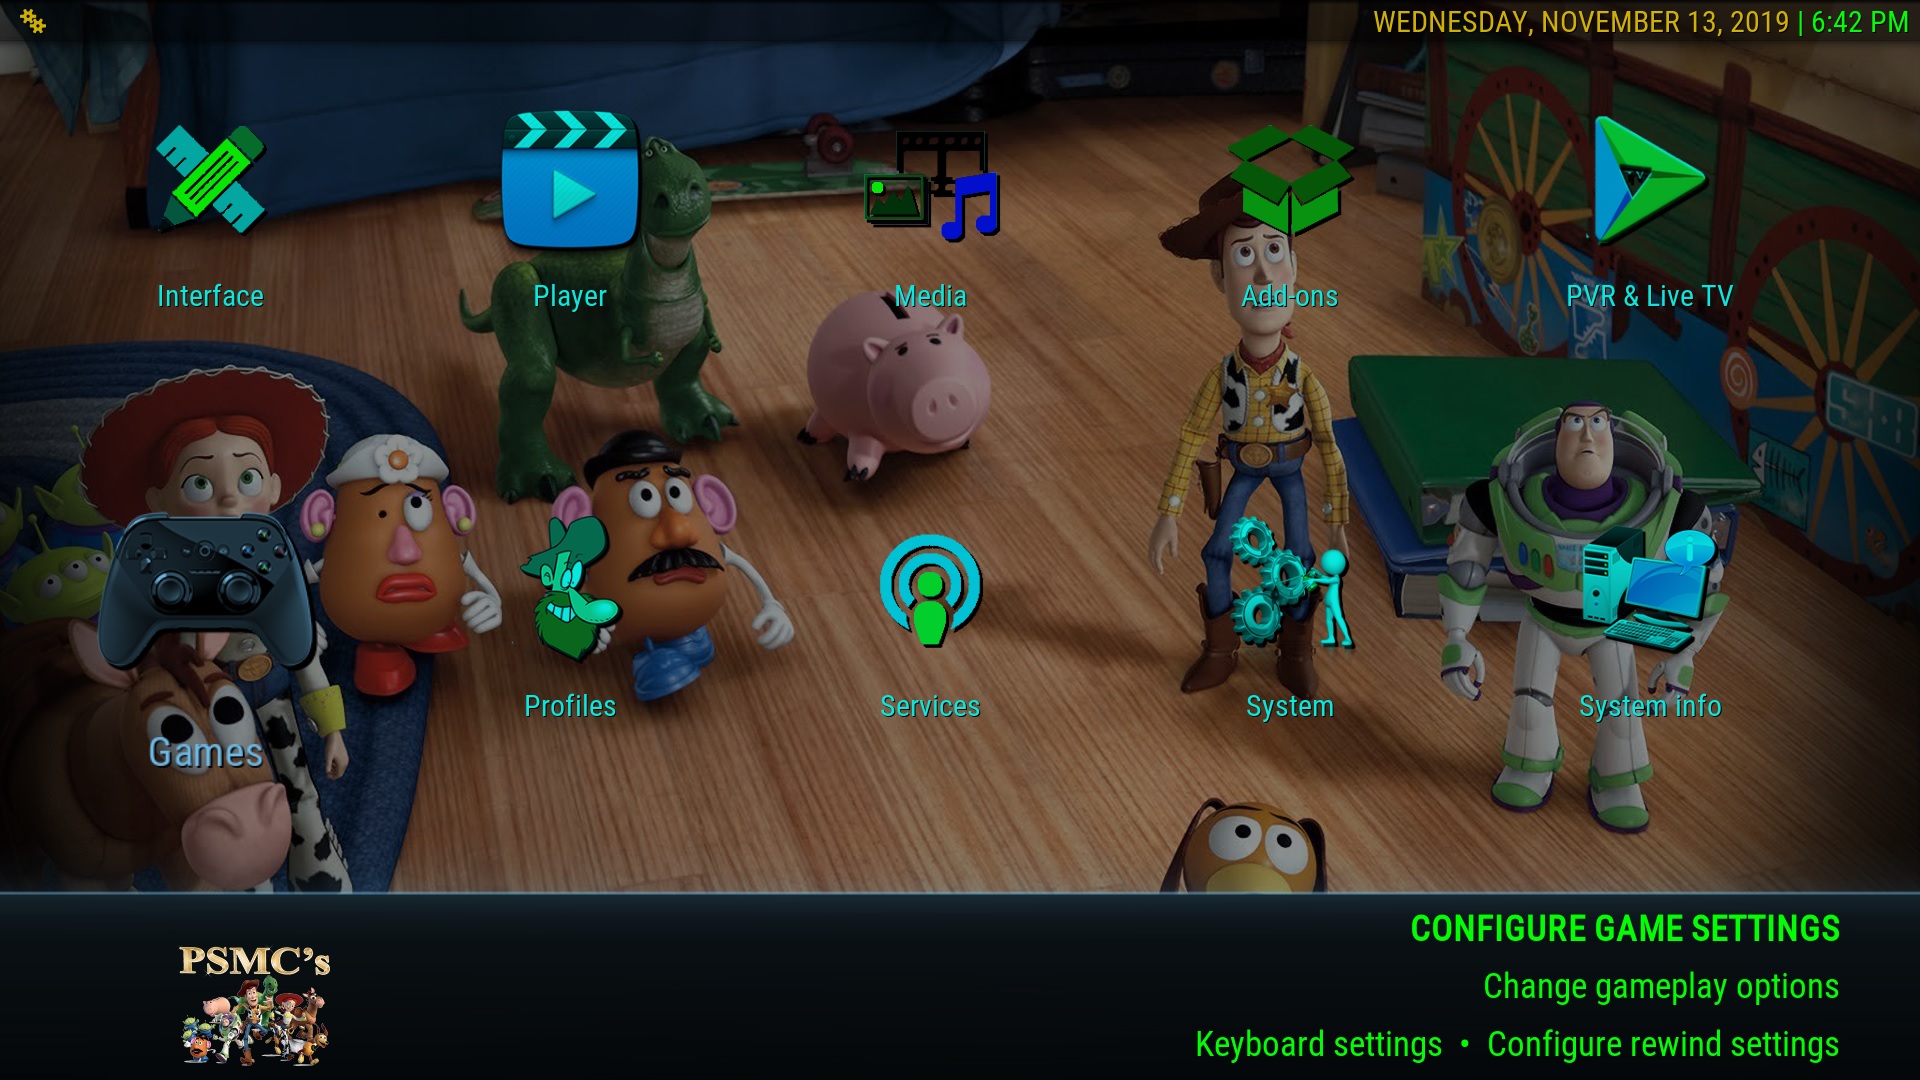 WEDNESDAY, NOVEMBER 13, 2019 | 6:42 PM
Interface
Player
Media
Add-ons
PVR & Live TV
TV
Games
Profiles
Services
System
System info
PSMC's
CONFIGURE GAME SETTINGS
Change gameplay options
Keyboard settings • Configure rewind settings